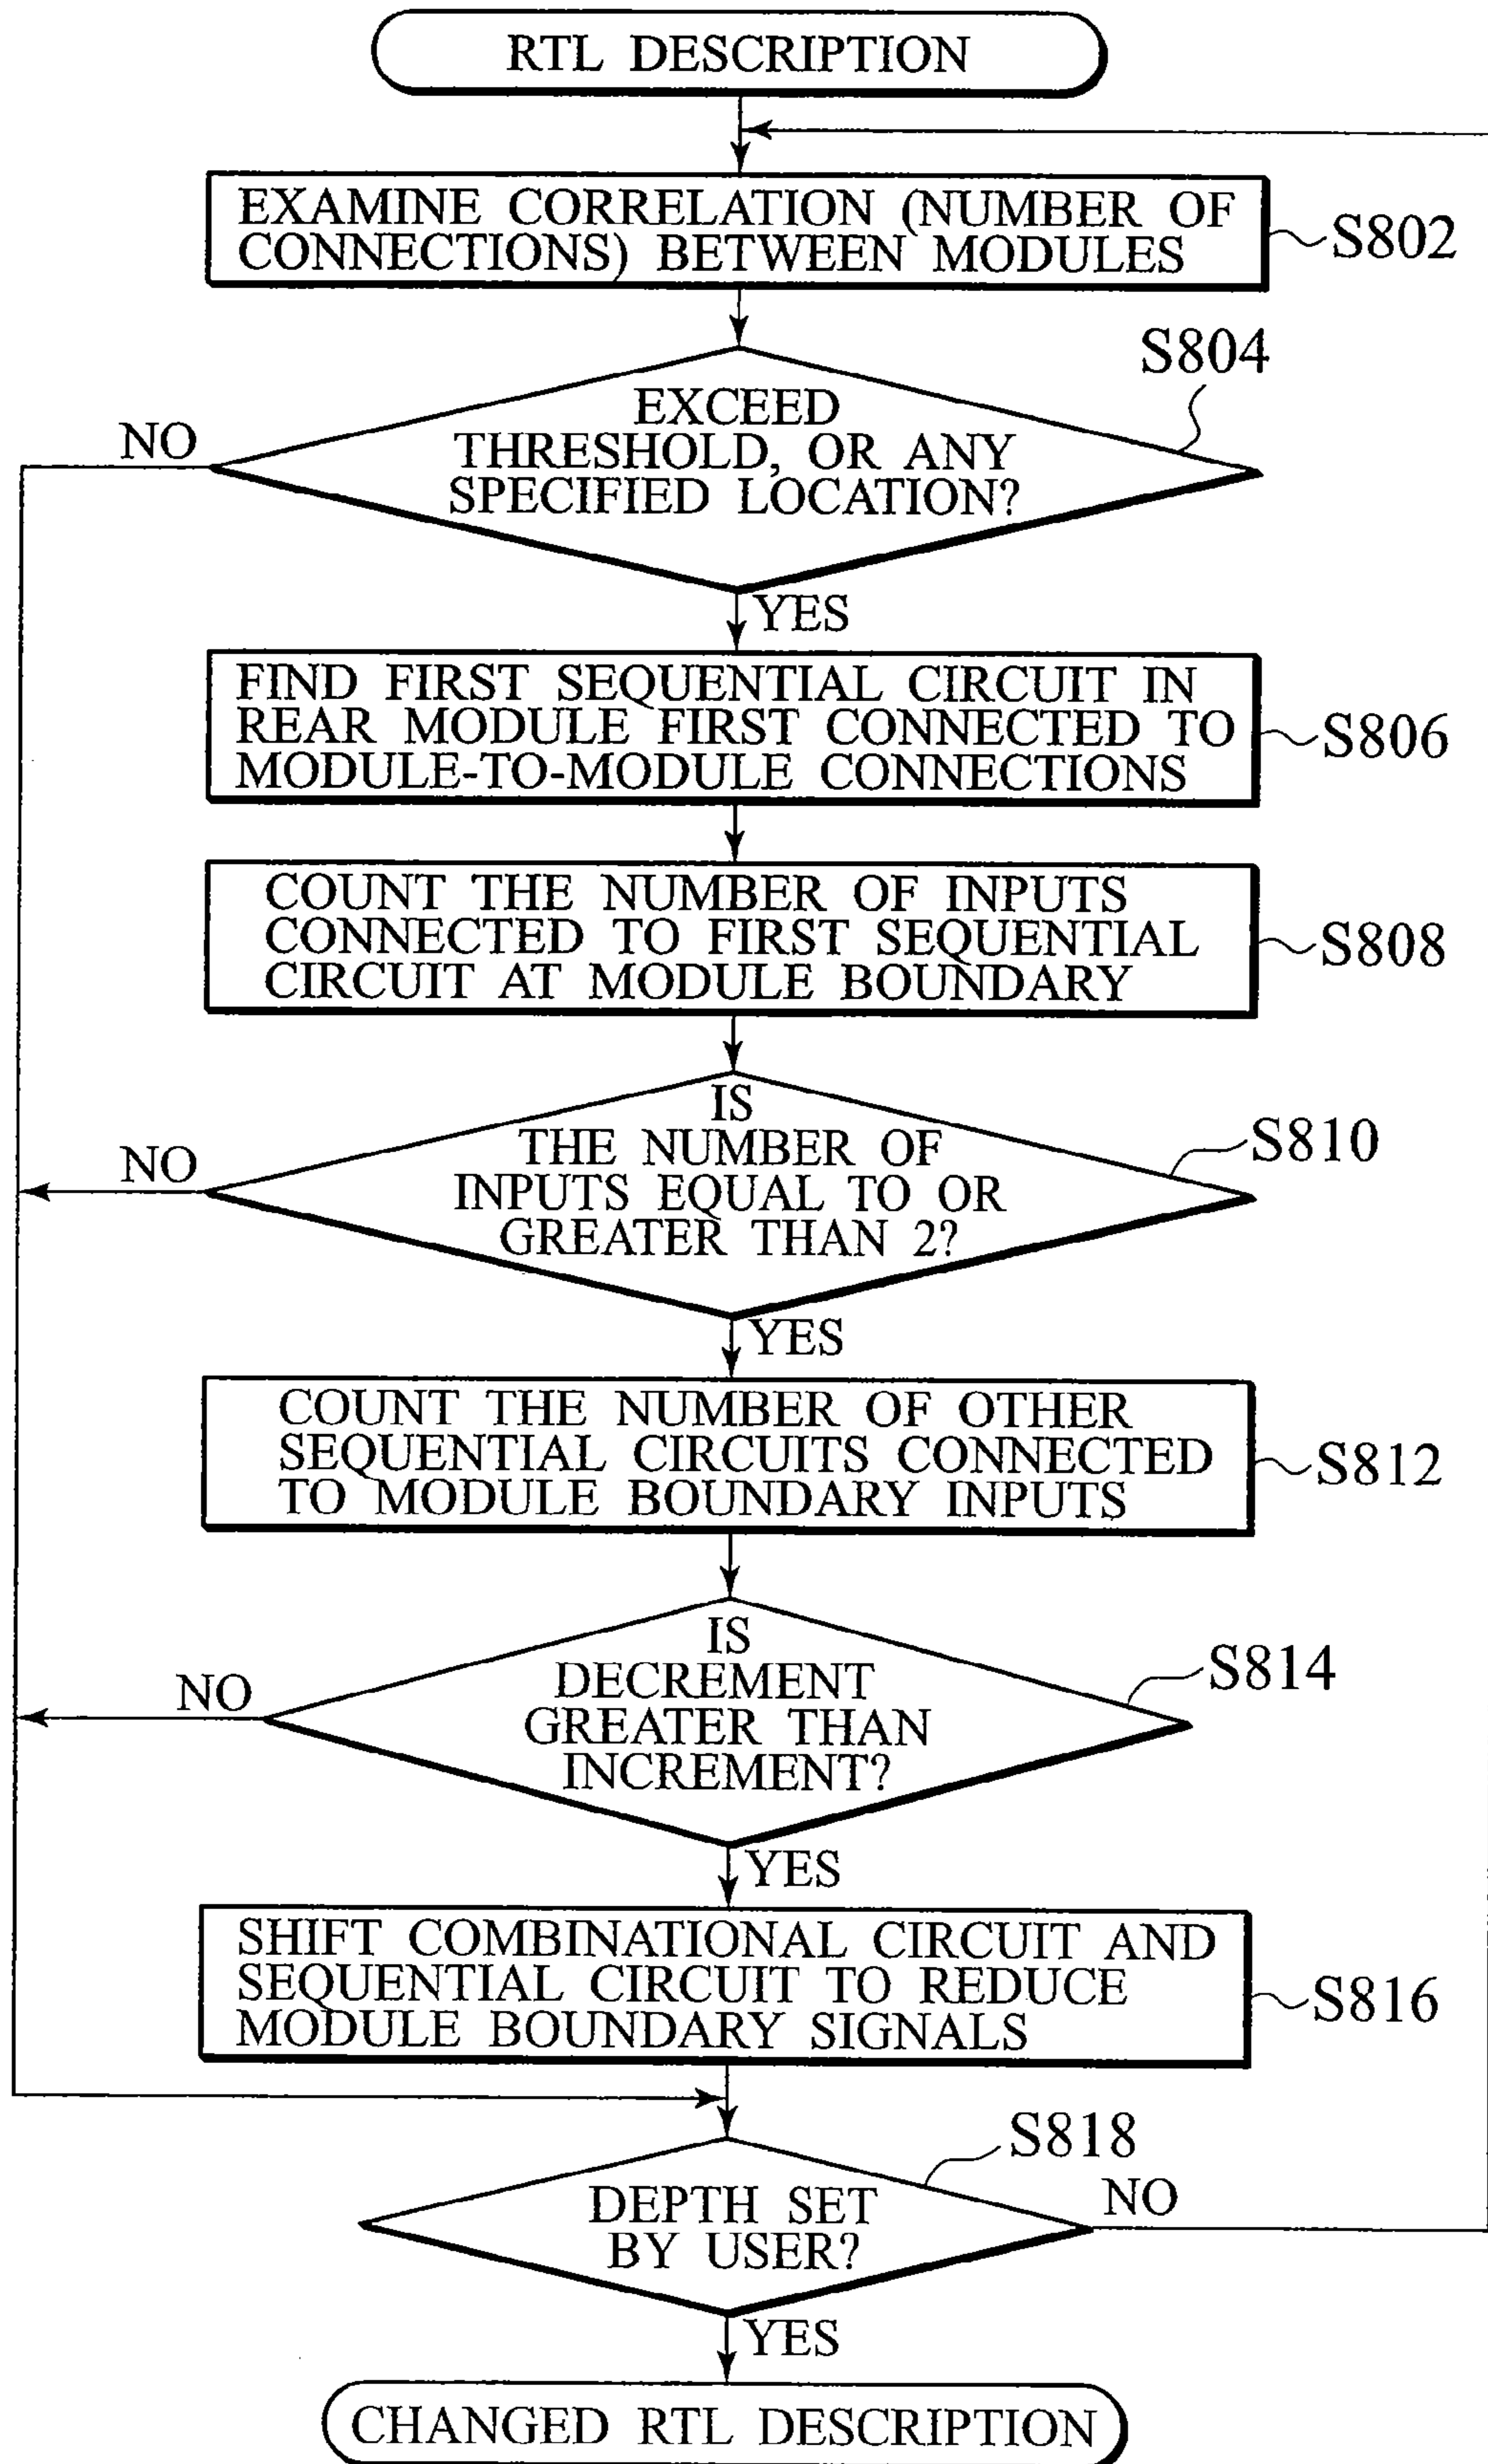 RTL DESCRIPTION
EXAMINE CORRELATION (NUMBER OF
CONNECTIONS) BETWEEN MODULES
S802
S804
EXCEED
THRESHOLD, OR ANY
SPECIFIED LOCATION?
NO
YES
FIND FIRST SEQUENTIAL CIRCUIT IN
REAR MODULE FIRST CONNECTED TO
MODULE-TO-MODULE CONNECTIONS
S806
COUNT THE NUMBER OF INPUTS
CONNECTED TO FIRST SEQUENTIAL
CIRCUIT AT MODULE BOUNDARY
S808
IS
THE NUMBER OF
INPUTS EQUAL TO OR
GREATER THAN 2?
S810
NO
YES
COUNT THE NUMBER OF OTHER
SEQUENTIAL CIRCUITS CONNECTED
TO MODULE BOUNDARY INPUTS
S812
IS
DECREMENT
GREATER THAN
INCREMENT?
S814
NO
YES
SHIFT COMBINATIONAL CIRCUIT AND
SEQUENTIAL CIRCUIT TO REDUCE
MODULE BOUNDARY SIGNALS
S816
S818
DEPTH SET
BY USER?
NO
YES
CHANGED RTL DESCRIPTION